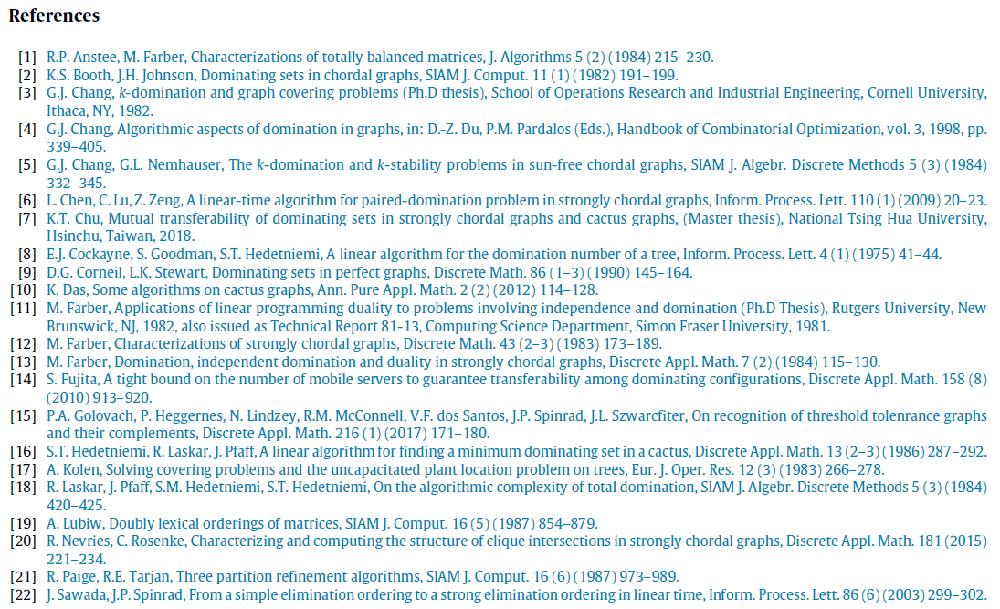 References
[1] R.P. Anstee, M. Farber, Characterizations of totally balanced matrices, J. Algorithms 5 (2) (1984) 215–230.
[2] K.S. Booth, J.H. Johnson, Dominating sets in chordal graphs, SIAM J. Comput. 11 (1) (1982) 191–199.
[3] G.J. Chang, k-domination and graph covering problems (Ph.D thesis), School of Operations Research and Industrial Engineering, Cornell University,
Ithaca, NY, 1982.
[4] G.J. Chang, Algorithmic aspects of domination in graphs, in: D.-Z. Du, P.M. Pardalos (Eds.), Handbook of Combinatorial Optimization, vol. 3, 1998, pp.
339–405.
[5] G.J. Chang, G.L. Nemhauser, The k-domination and k-stability problems in sun-free chordal graphs, SIAM J. Algebr. Discrete Methods 5 (3) (1984)
332–345.
[6] L. Chen, C. Lu, Z. Zeng, A linear-time algorithm for paired-domination problem in strongly chordal graphs, Inform. Process. Lett. 110 (1) (2009) 20–23.
[7] K.T. Chu, Mutual transferability of dominating sets in strongly chordal graphs and cactus graphs, (Master thesis), National Tsing Hua University,
Hsinchu, Taiwan, 2018.
[8] E.J. Cockayne, S. Goodman, S.T. Hedetniemi, A linear algorithm for the domination number of a tree, Inform. Process. Lett. 4 (1) (1975) 41–44.
[9] D.G. Corneil, L.K. Stewart, Dominating sets in perfect graphs, Discrete Math. 86 (1–3) (1990) 145–164.
[10] K. Das, Some algorithms on cactus graphs, Ann. Pure Appl. Math. 2 (2) (2012) 114–128.
[11] M. Farber, Applications of linear programming duality to problems involving independence and domination (Ph.D Thesis), Rutgers University, New
Brunswick, NJ, 1982, also issued as Technical Report 81-13, Computing Science Department, Simon Fraser University, 1981.
[12] M. Farber, Characterizations of strongly chordal graphs, Discrete Math. 43 (2–3) (1983) 173–189.
[13] M. Farber, Domination, independent domination and duality in strongly chordal graphs, Discrete Appl. Math. 7 (2) (1984) 115–130.
[14] S. Fujita, A tight bound on the number of mobile servers to guarantee transferability among dominating configurations, Discrete Appl. Math. 158 (8)
(2010) 913–920.
[15] P.A. Golovach, P. Heggernes, N. Lindzey, R.M. McConnell, V.F. dos Santos, J.P. Spinrad, J.L. Szwarcfiter, On recognition of threshold tolenrance graphs
and their complements, Discrete Appl. Math. 216 (1) (2017) 171–180.
[16] S.T. Hedetniemi, R. Laskar, J. Pfaff, A linear algorithm for finding a minimum dominating set in a cactus, Discrete Appl. Math. 13 (2–3) (1986) 287–292.
[17] A. Kolen, Solving covering problems and the uncapacitated plant location problem on trees, Eur. J. Oper. Res. 12 (3) (1983) 266–278.
[18] R. Laskar, J. Pfaff, S.M. Hedetniemi, S.T. Hedetniemi, On the algorithmic complexity of total domination, SIAM J. Algebr. Discrete Methods 5 (3) (1984)
420–425.
[19] A. Lubiw, Doubly lexical orderings of matrices, SIAM J. Comput. 16 (5) (1987) 854–879.
[20] R. Nevries, C. Rosenke, Characterizing and computing the structure of clique intersections in strongly chordal graphs, Discrete Appl. Math. 181 (2015)
221–234.
[21] R. Paige, R.E. Tarjan, Three partition refinement algorithms, SIAM J. Comput. 16 (6) (1987) 973–989.
[22] J. Sawada, J.P. Spinrad, From a simple elimination ordering to a strong elimination ordering in linear time, Inform. Process. Lett. 86 (6) (2003) 299–302.